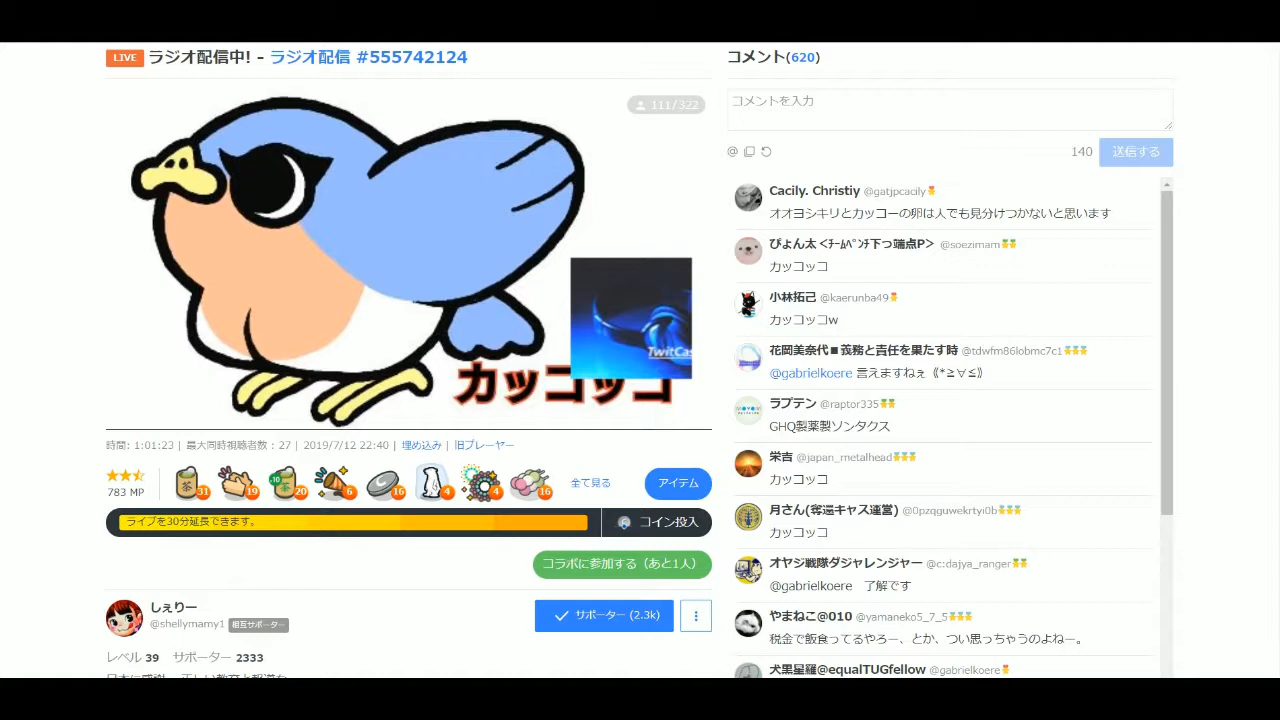 LIVE ラジオ配信中! - ラジオ配信 #555742124
111/322
TwitCas
カッコッコ
時間: 1:01:23 | 最大同時視聴者数 : 27 | 2019/7/12 22:40 | 埋め込み | 旧プレーヤー
783 MP
茶 31
19
+10 茶 20
6
16
4
4
16
全て見る
アイテム
ライブを30分延長できます。
コイン投入
コラボに参加する（あと1人）
しぇりー
@shellymamy1 相互サポーター
サポーター (2.3k)
レベル 39 サポーター 2333
コメント(620)
コメントを入力
@ 140 送信する
Cacily. Christiy @gatjpcacily
オオヨシキリとカッコーの卵は人でも見分けつかないと思います
ぴょん太<ﾁｰﾑﾍﾟﾝﾁ下っ端点P> @soezimam
カッコッコ
小林拓己 @kaerunba49
カッコッコw
花岡美奈代■義務と責任を果たす時 @tdwfm86lobmc7c1
@gabrielkoere 言えますねぇ《*≧∀≦》
ラプテン @raptor335
GHQ製薬製ソンタクス
栄吉 @japan_metalhead
カッコッコ
月さん(奪還キャス運営) @0pzqguwekrtyi0b
カッコッコ
オヤジ戦隊ダジャレンジャー @c:dajya_ranger
@gabrielkoere 了解です
やまねこ@010 @yamaneko5_7_5
税金で飯食ってるやろー、とか、つい思っちゃうのよねー。
犬黒星羅@equalTUGfellow @gabrielkoere